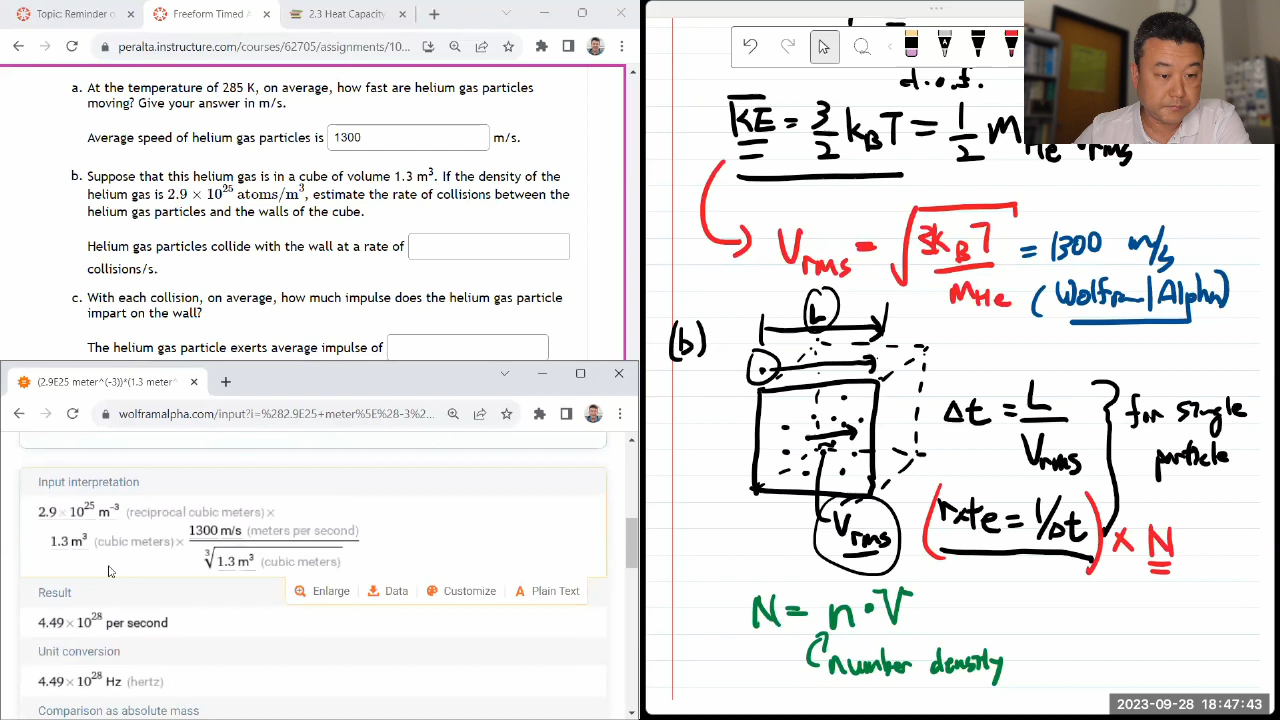 Topic Reminder o
Freeform Timed A
2.3 Heat Capaci
peralta.instructure.com/courses/72709/assignments/10...
a. At the temperature of 285 K, on average, how fast are helium gas particles
moving? Give your answer in m/s.
Average speed of helium gas particles is 1300 m/s.
b. Suppose that this helium gas is in a cube of volume 1.3 m³. If the density of the
helium gas is 2.9 × 10²⁵ atoms/m³, estimate the rate of collisions between the
helium gas particles and the walls of the cube.
Helium gas particles collide with the wall at a rate of
collisions/s.
c. With each collision, on average, how much impulse does the helium gas particle
impart on the wall?
The helium gas particle exerts average impulse of
(2.9E25 meter^(-3))*(1.3 meter^
wolframalpha.com/input?i=%282.9E25+meter%5E%28-3%2...
Input interpretation
2.9 × 10²⁵ m⁻³ (reciprocal cubic meters) ×
1.3 m³ (cubic meters) × 1300 m/s (meters per second)
∛1.3 m³ (cubic meters)
Enlarge Data Customize Plain Text
Result
4.49 × 10²⁸ per second
Unit conversion
4.49 × 10²⁸ Hz (hertz)
Comparison as absolute mass
d.o.f.
KE = 3/2 k_B T = 1/2 m_He · v_rms
V_rms = √(3k_B T / m_He) = 1300 m/s
(Wolfram|Alpha)
(b)
L
Δt = L / V_rms
for single
particle
(rate = 1/Δt) × N
V_rms
N = n · V
number density
2023-09-28 18:47:43